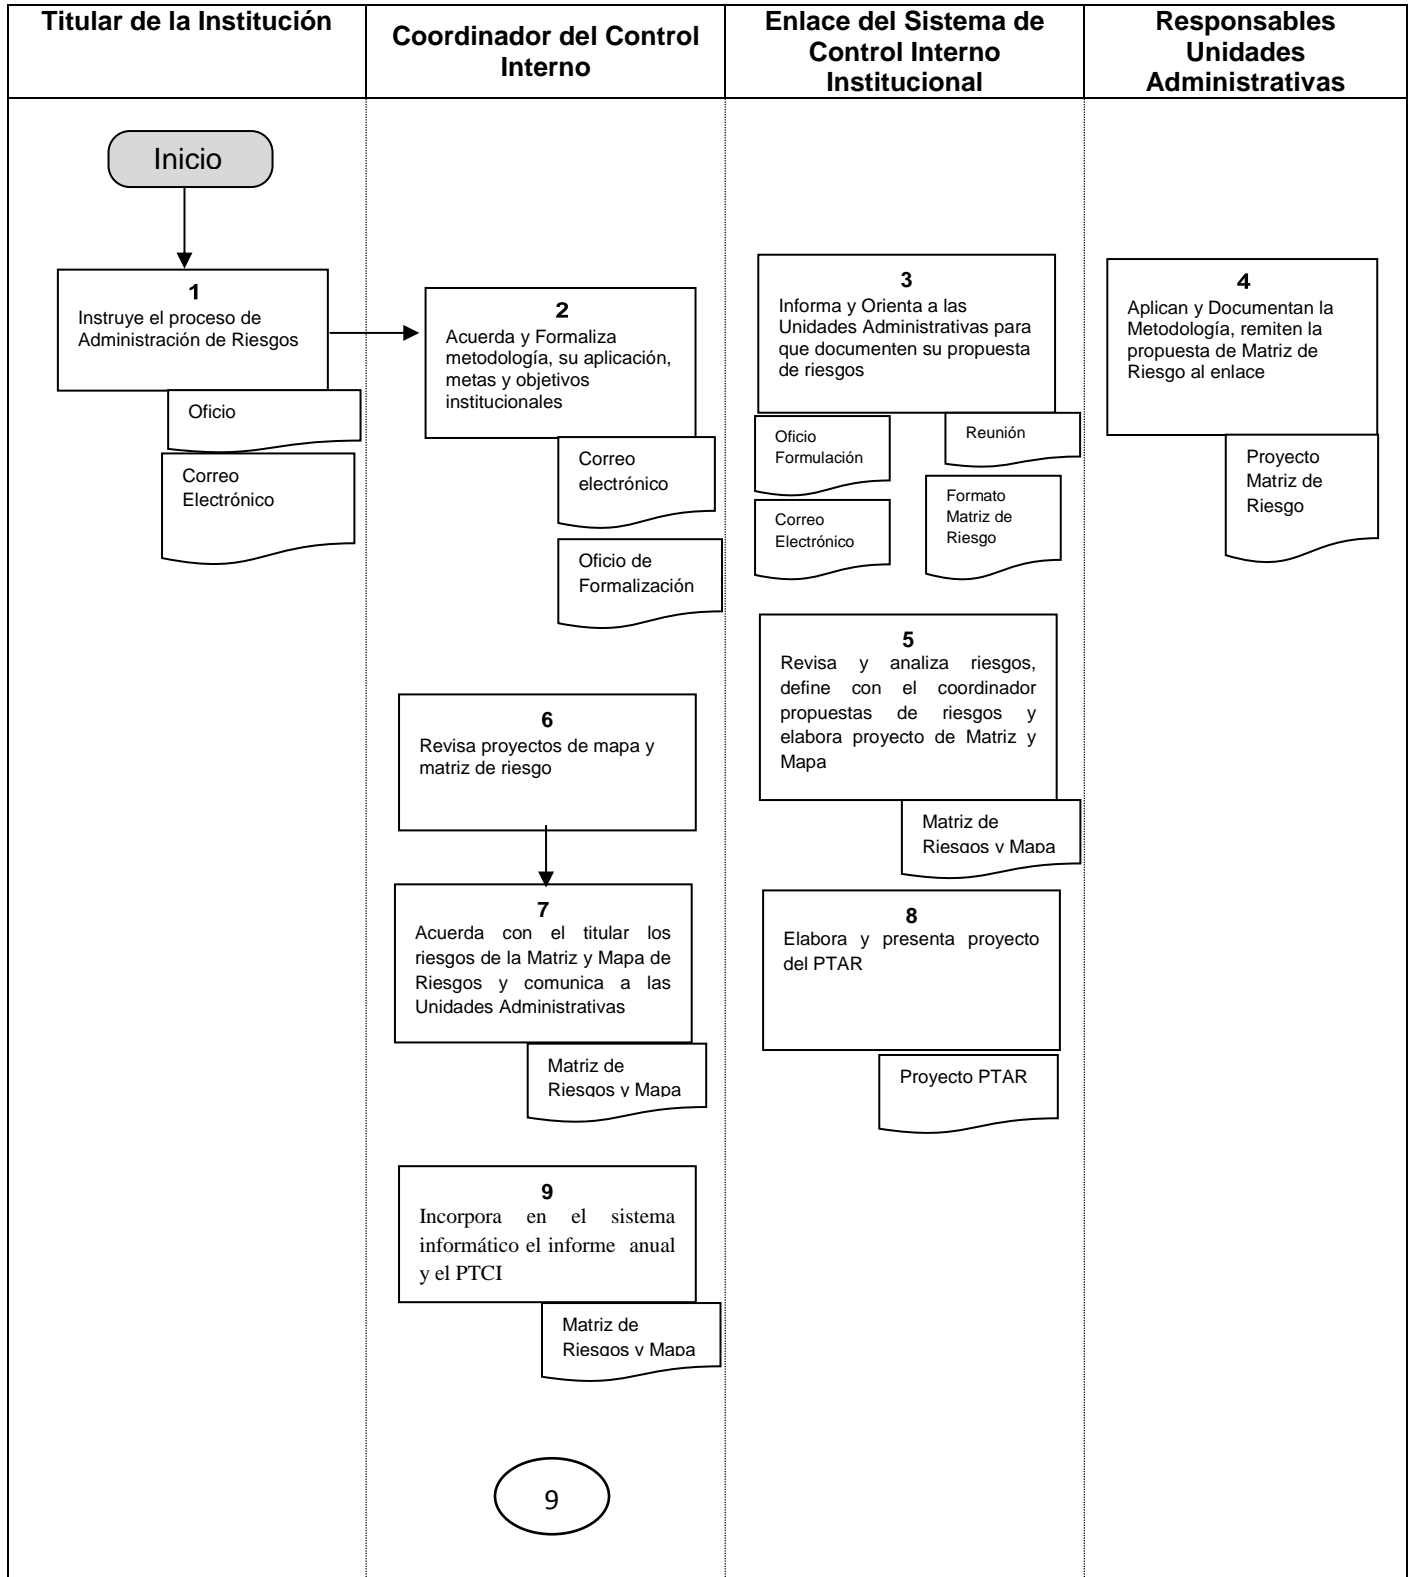 Titular de la Institución
Coordinador del Control
Interno
Enlace del Sistema de
Control Interno
Institucional
Responsables
Unidades
Administrativas
Inicio
1
Instruye el proceso de
Administración de Riesgos
Oficio
Correo
Electrónico
2
Acuerda y Formaliza
metodología, su aplicación,
metas y objetivos
institucionales
Correo
electrónico
Oficio de
Formalización
3
Informa y Orienta a las
Unidades Administrativas para
que documenten su propuesta
de riesgos
Oficio
Formulación
Reunión
Correo
Electrónico
Formato
Matriz de
Riesgo
4
Aplican y Documentan la
Metodología, remiten la
propuesta de Matriz de
Riesgo al enlace
Proyecto
Matriz de
Riesgo
5
Revisa y analiza riesgos,
define con el coordinador
propuestas de riesgos y
elabora proyecto de Matriz y
Mapa
Matriz de
Riesgos y Mapa
6
Revisa proyectos de mapa y
matriz de riesgo
7
Acuerda con el titular los
riesgos de la Matriz y Mapa de
Riesgos y comunica a las
Unidades Administrativas
Matriz de
Riesgos y Mapa
8
Elabora y presenta proyecto
del PTAR
Proyecto PTAR
9
Incorpora en el sistema
informático el informe anual
y el PTCI
Matriz de
Riesgos y Mapa
9